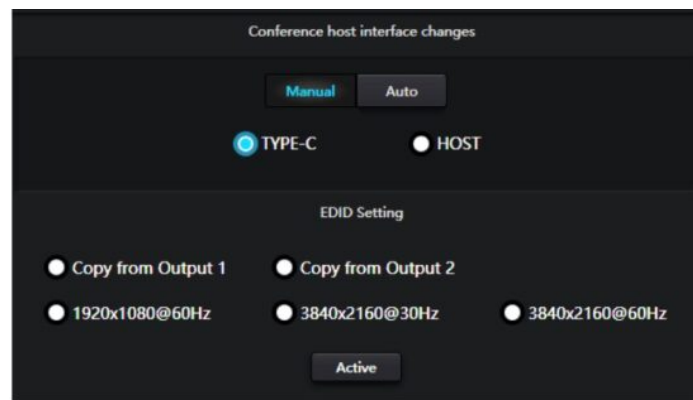 Conference host interface changes
Manual Auto
TYPE-C HOST
EDID Setting
Copy from Output 1 Copy from Output 2
1920x1080@60Hz 3840x2160@30Hz 3840x2160@60Hz
Active